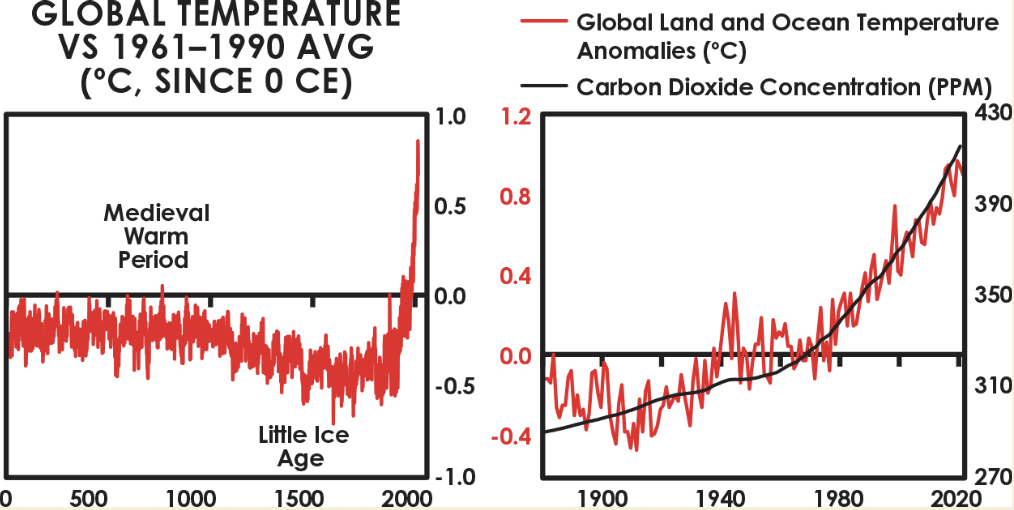 GLOBAL TEMPERATURE
VS 1961–1990 AVG
(ºC, SINCE 0 CE)
1.0
0.5
0.0
-0.5
-1.0
Medieval
Warm
Period
Little Ice
Age
0 500 1000 1500 2000
Global Land and Ocean Temperature
Anomalies (ºC)
Carbon Dioxide Concentration (PPM)
1.2
0.8
0.4
0.0
-0.4
430
390
350
310
270
1900 1940 1980 2020